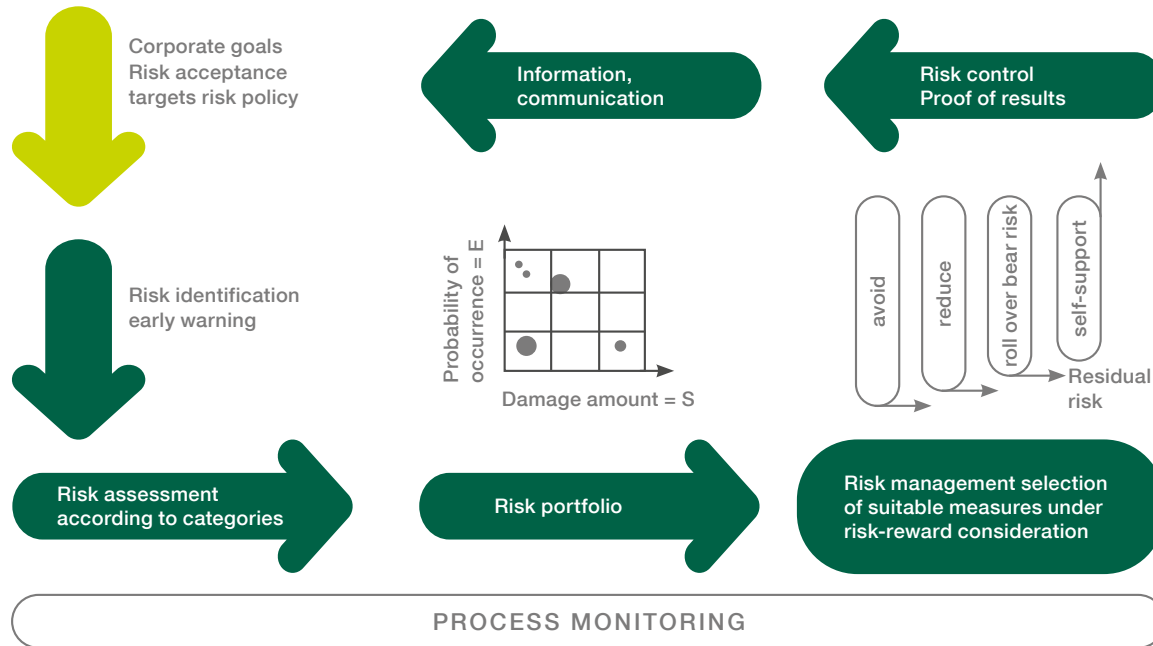 Corporate goals
Risk acceptance
targets risk policy
Information,
communication
Risk control
Proof of results
Risk identification
early warning
Probability of
occurrence = E
Damage amount = S
avoid
reduce
roll over bear risk
self-support
Residual
risk
Risk assessment
according to categories
Risk portfolio
Risk management selection
of suitable measures under
risk-reward consideration
PROCESS MONITORING